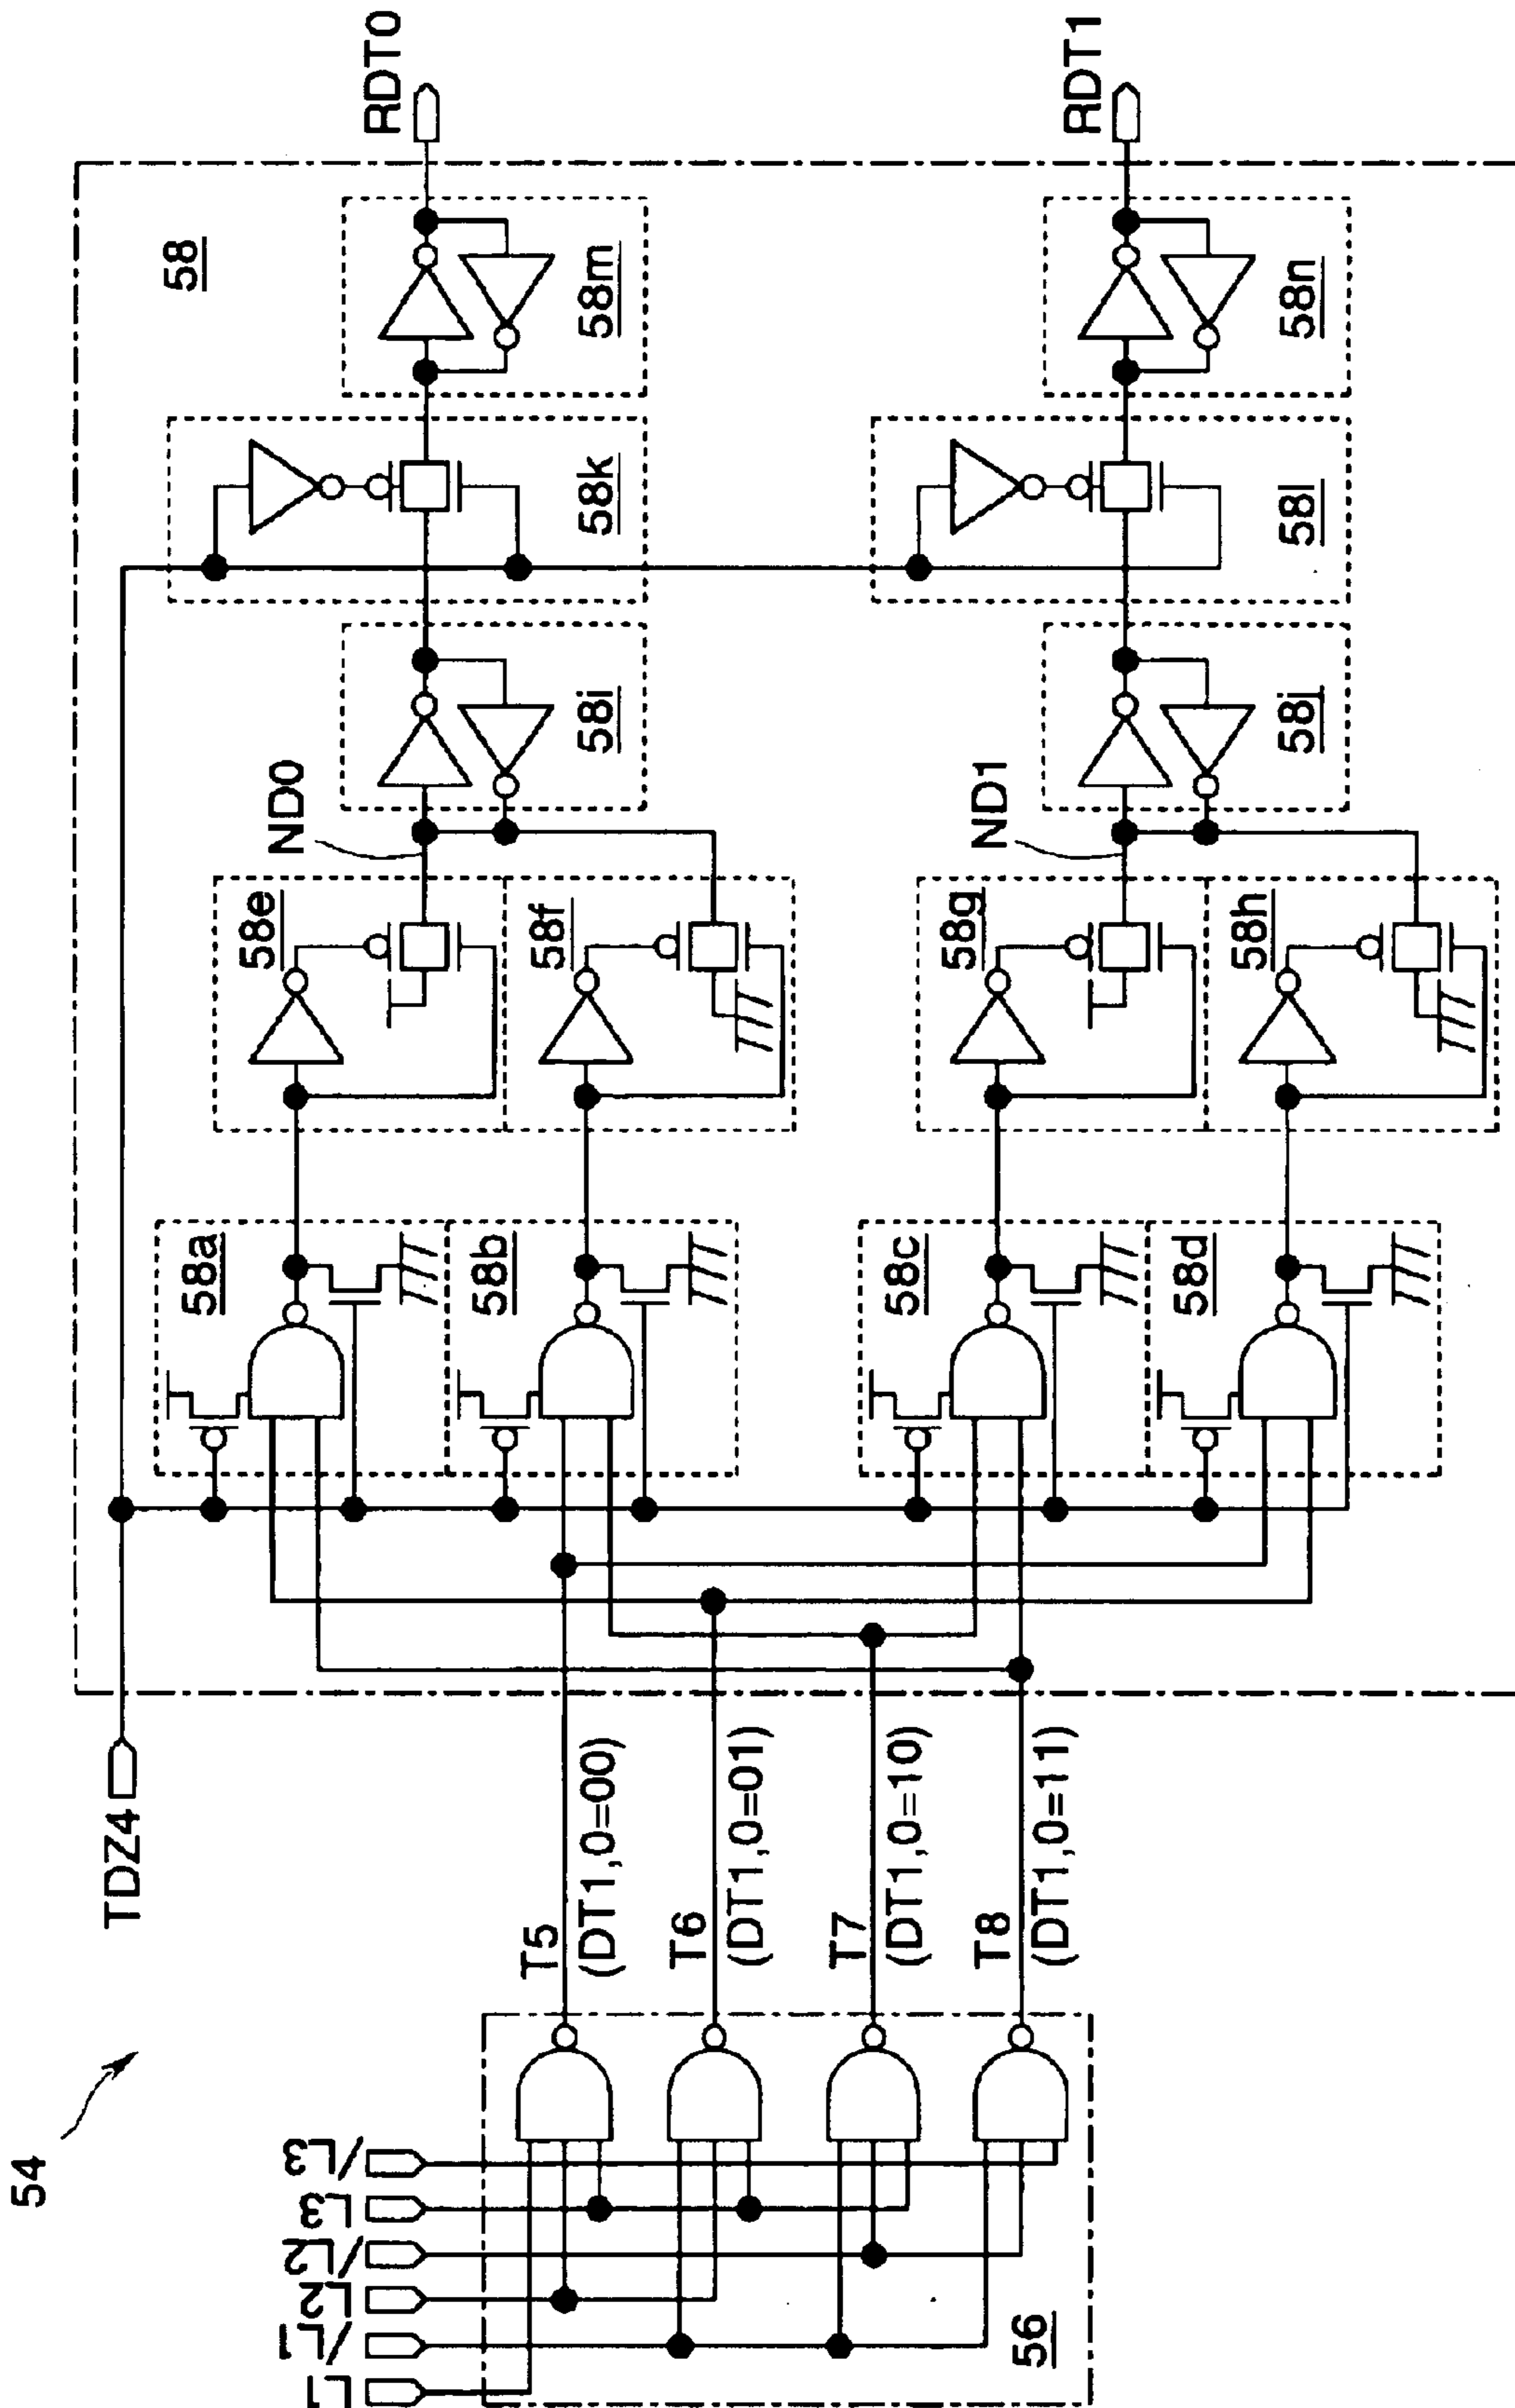 54
TDZ4
L1
/L1
L2
/L2
L3
/L3
56
T5
(DT1,0=00)
T6
(DT1,0=01)
T7
(DT1,0=10)
T8
(DT1,0=11)
58
58a
58b
58c
58d
58e
58f
58g
58h
ND0
ND1
58i
58j
58k
58l
58m
58n
RDT0
RDT1